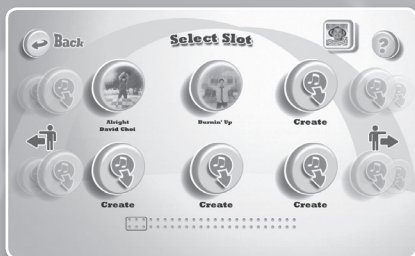 Back
Select Slot
?
Alright
David Choi
Burnin' Up
Create
Create
Create
Create